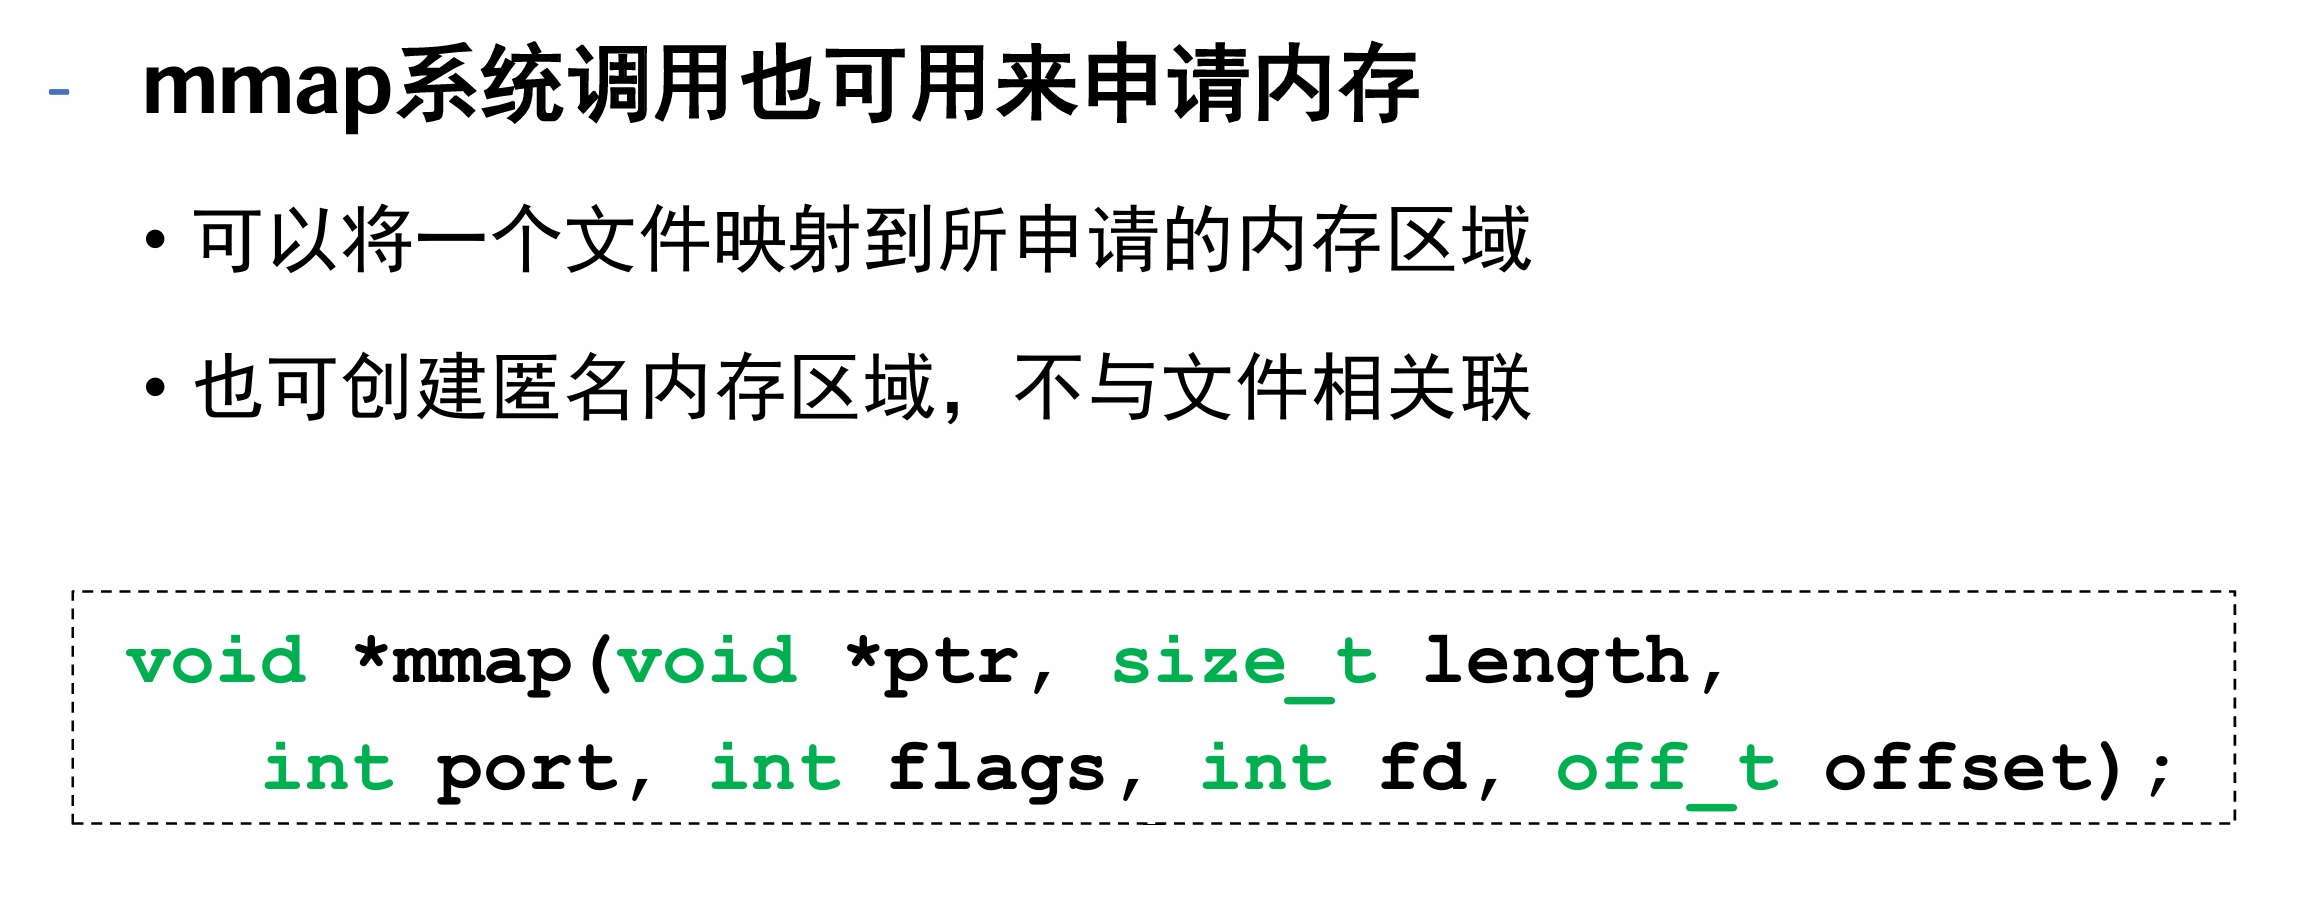 - mmap系统调用也可用来申请内存
• 可以将一个文件映射到所申请的内存区域
• 也可创建匿名内存区域，不与文件相关联
void *mmap(void *ptr, size_t length,
int port, int flags, int fd, off_t offset);